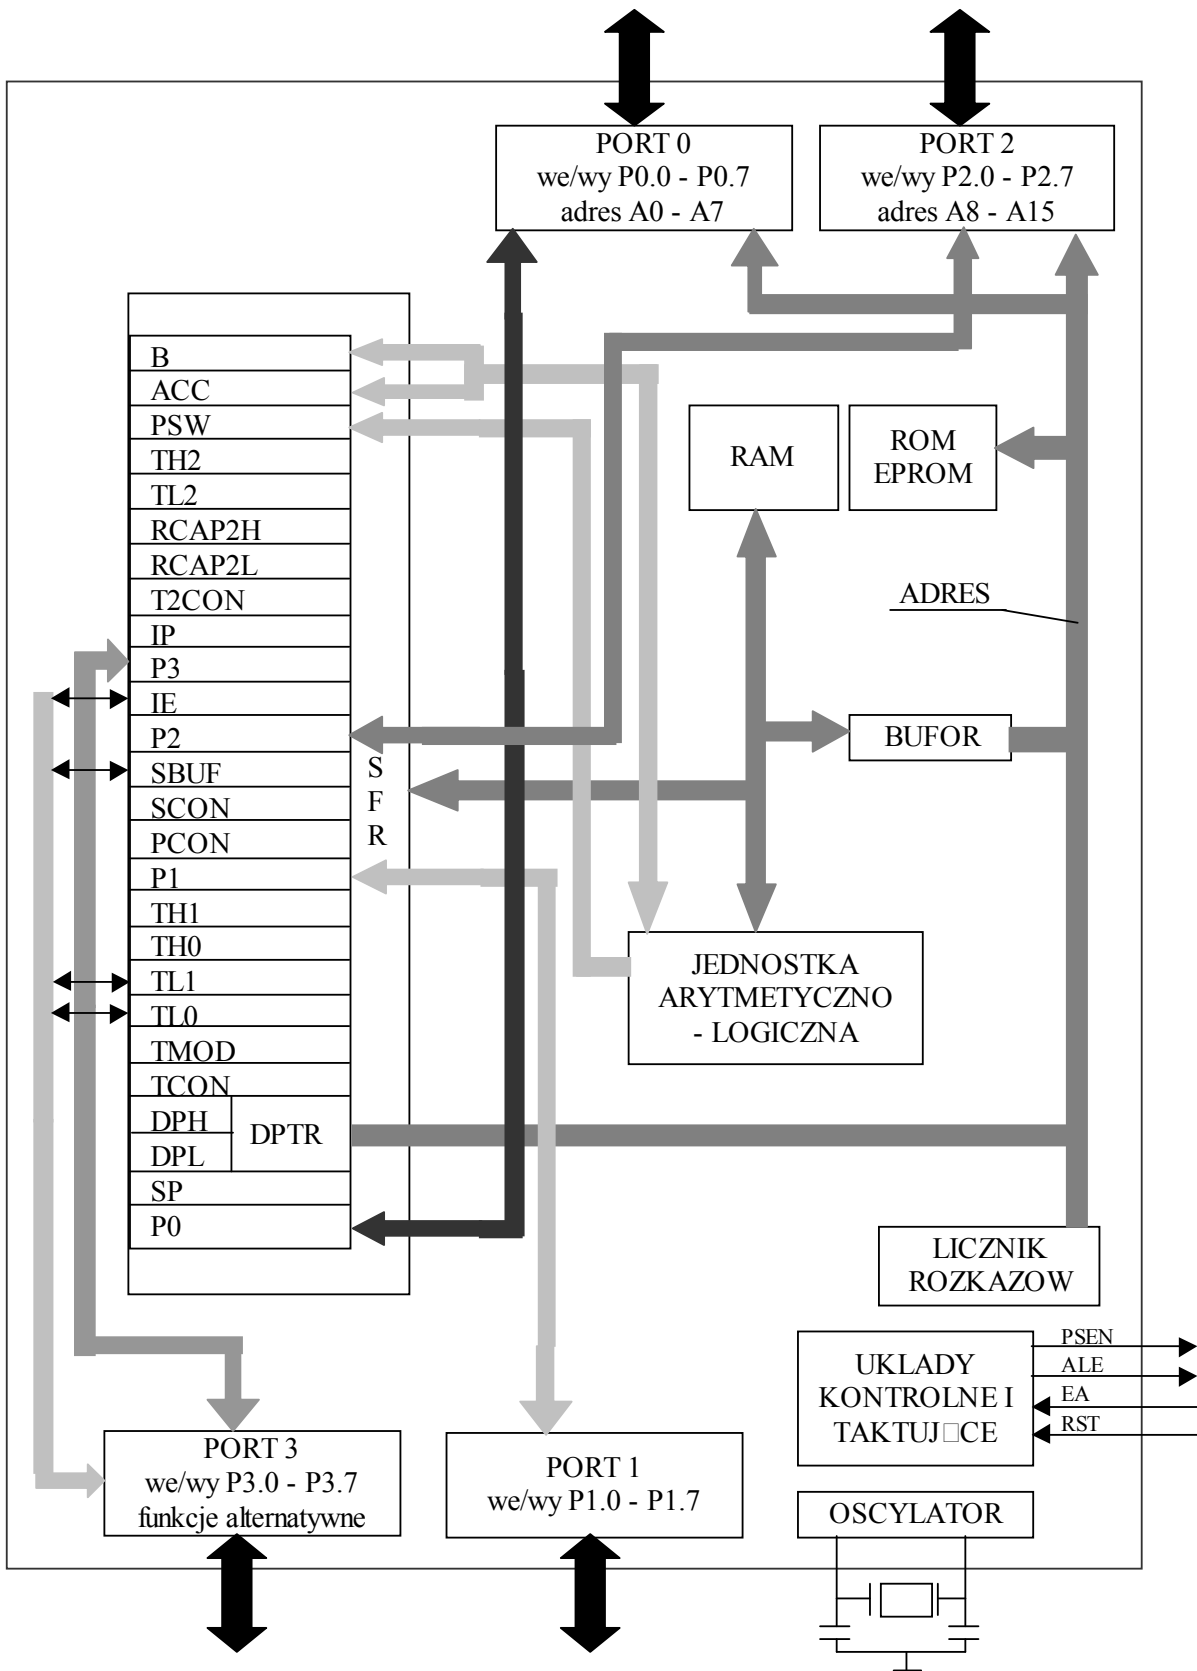 PORT 0
we/wy P0.0 - P0.7
adres A0 - A7
PORT 2
we/wy P2.0 - P2.7
adres A8 - A15
B
ACC
PSW
TH2
TL2
RCAP2H
RCAP2L
T2CON
IP
P3
IE
P2
SBUF
SCON
PCON
P1
TH1
TH0
TL1
TL0
TMOD
TCON
DPH
DPL
DPTR
SP
P0
S
F
R
RAM
ROM
EPROM
ADRES
BUFOR
JEDNOSTKA
ARYTMETYCZNO
- LOGICZNA
LICZNIK
ROZKAZOW
UKLADY
KONTROLNE I
TAKTUJ□CE
PSEN
ALE
EA
RST
PORT 3
we/wy P3.0 - P3.7
funkcje alternatywne
PORT 1
we/wy P1.0 - P1.7
OSCYLATOR